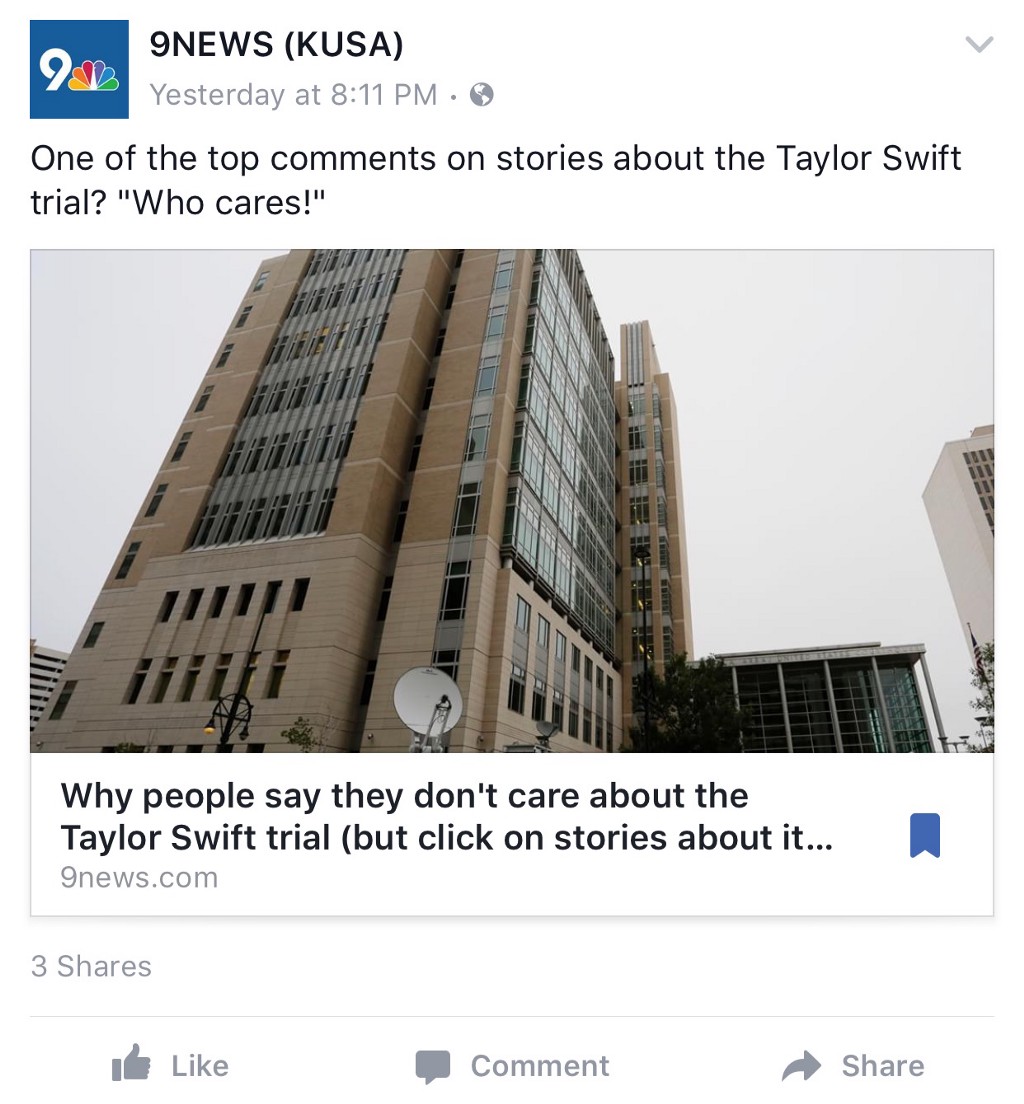 9
9NEWS (KUSA)
Yesterday at 8:11 PM ·
One of the top comments on stories about the Taylor Swift
trial? "Who cares!"
Why people say they don't care about the
Taylor Swift trial (but click on stories about it...
9news.com
3 Shares
Like
Comment
Share